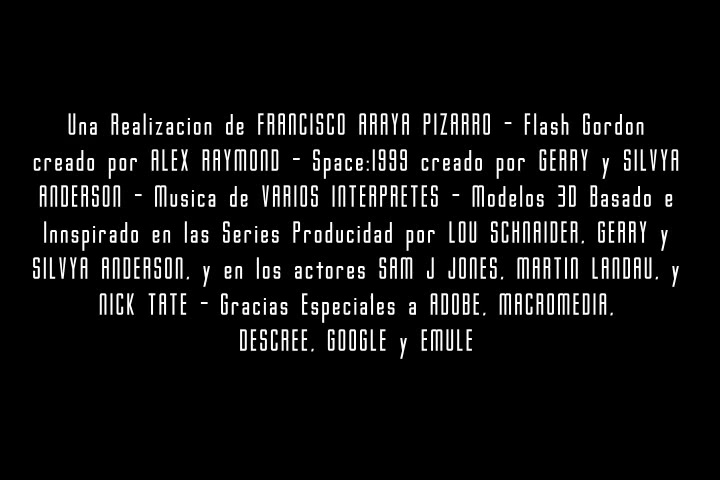 Una Realizacion de FRANCISCO ARAYA PIZARRO - Flash Gordon
creado por ALEX RAYMOND - Space:1999 creado por GERRY y SILVYA
ANDERSON - Musica de VARIOS INTERPRETES - Modelos 3D Basado e
Innspirado en las Series Producidad por LOU SCHNAIDER, GERRY y
SILVYA ANDERSON, y en los actores SAM J JONES, MARTIN LANDAU, y
NICK TATE - Gracias Especiales a ADOBE, MACROMEDIA,
DESCREE, GOOGLE y EMULE